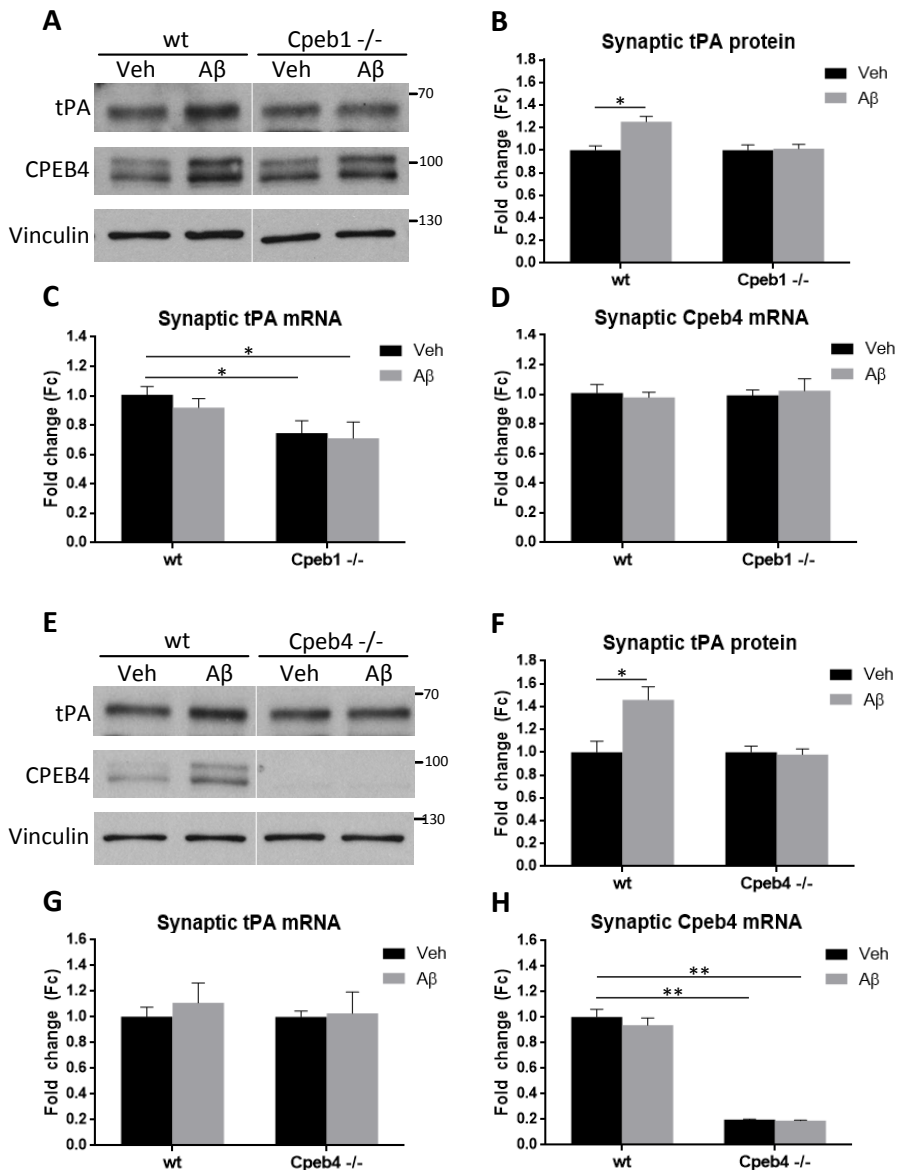 A
wt Cpeb1 -/-
Veh Aβ Veh Aβ
tPA
70
CPEB4
100
Vinculin
130
B
Synaptic tPA protein
Fold change (Fc)
1.8
1.6
1.4
1.2
1.0
0.8
0.6
0.4
0.2
0.0
*
Veh
Aβ
wt Cpeb1 -/-
C
Synaptic tPA mRNA
Fold change (Fc)
1.4
1.2
1.0
0.8
0.6
0.4
0.2
0.0
*
*
Veh
Aβ
wt Cpeb1 -/-
D
Synaptic Cpeb4 mRNA
Fold change (Fc)
1.4
1.2
1.0
0.8
0.6
0.4
0.2
0.0
Veh
Aβ
wt Cpeb1 -/-
E
wt Cpeb4 -/-
Veh Aβ Veh Aβ
tPA
70
CPEB4
100
Vinculin
130
F
Synaptic tPA protein
Fold change (Fc)
1.8
1.6
1.4
1.2
1.0
0.8
0.6
0.4
0.2
0.0
*
Veh
Aβ
wt Cpeb4 -/-
G
Synaptic tPA mRNA
Fold change (Fc)
1.6
1.4
1.2
1.0
0.8
0.6
0.4
0.2
0.0
Veh
Aβ
wt Cpeb4 -/-
H
Synaptic Cpeb4 mRNA
Fold change (Fc)
1.6
1.4
1.2
1.0
0.8
0.6
0.4
0.2
0.0
**
**
Veh
Aβ
wt Cpeb4 -/-